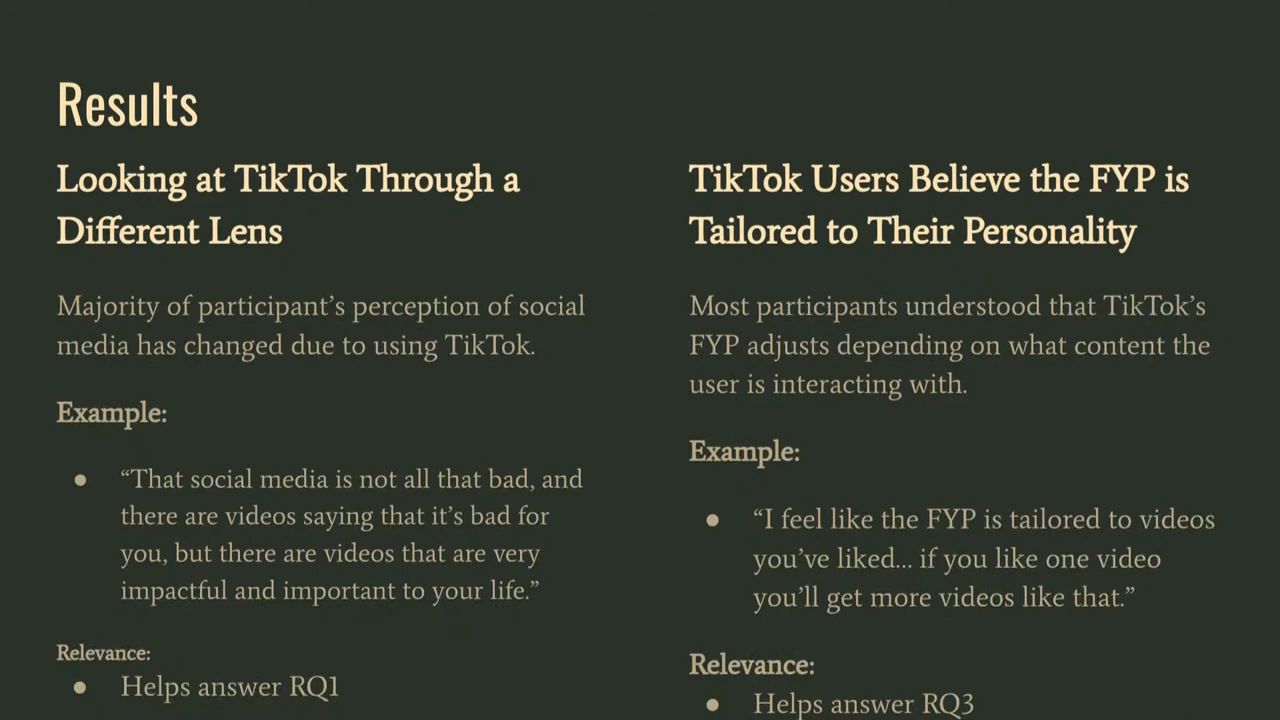 Results
Looking at TikTok Through a
Different Lens
Majority of participant’s perception of social
media has changed due to using TikTok.
Example:
● “That social media is not all that bad, and
there are videos saying that it’s bad for
you, but there are videos that are very
impactful and important to your life.”
Relevance:
● Helps answer RQ1
TikTok Users Believe the FYP is
Tailored to Their Personality
Most participants understood that TikTok’s
FYP adjusts depending on what content the
user is interacting with.
Example:
● “I feel like the FYP is tailored to videos
you’ve liked... if you like one video
you’ll get more videos like that.”
Relevance:
● Helps answer RQ3